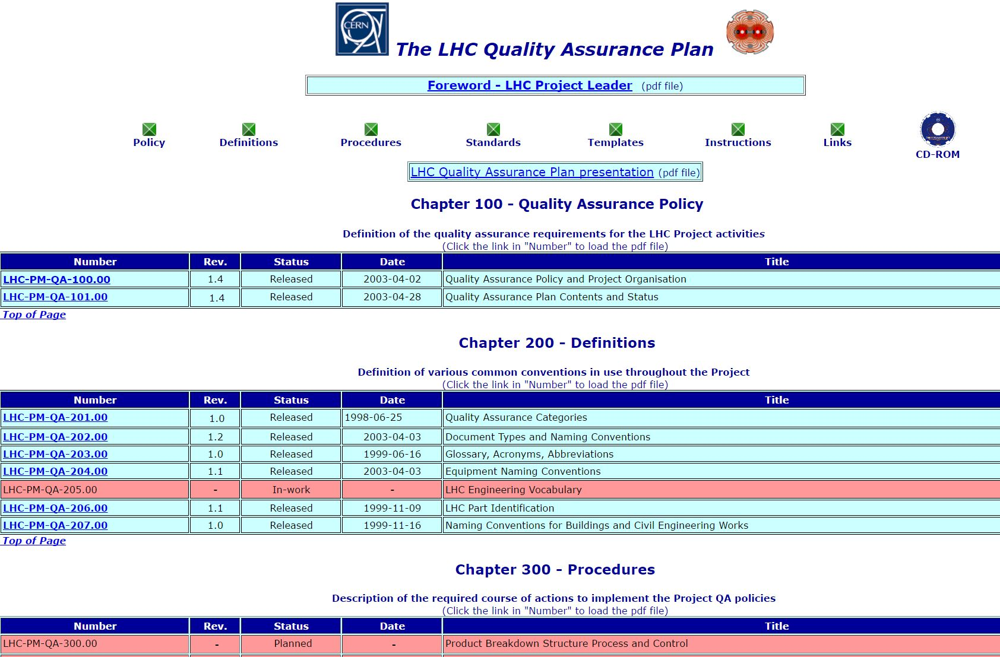 CERN
The LHC Quality Assurance Plan
Foreword - LHC Project Leader (pdf file)
Policy Definitions Procedures Standards Templates Instructions Links CD-ROM
LHC Quality Assurance Plan presentation (pdf file)
Chapter 100 - Quality Assurance Policy
Definition of the quality assurance requirements for the LHC Project activities
(Click the link in "Number" to load the pdf file)
Number Rev. Status Date Title
LHC-PM-QA-100.00 1.4 Released 2003-04-02 Quality Assurance Policy and Project Organisation
LHC-PM-QA-101.00 1.4 Released 2003-04-28 Quality Assurance Plan Contents and Status
Top of Page
Chapter 200 - Definitions
Definition of various common conventions in use throughout the Project
(Click the link in "Number" to load the pdf file)
Number Rev. Status Date Title
LHC-PM-QA-201.00 1.0 Released 1998-06-25 Quality Assurance Categories
LHC-PM-QA-202.00 1.2 Released 2003-04-03 Document Types and Naming Conventions
LHC-PM-QA-203.00 1.0 Released 1999-06-16 Glossary, Acronyms, Abbreviations
LHC-PM-QA-204.00 1.1 Released 2003-04-03 Equipment Naming Conventions
LHC-PM-QA-205.00 - In-work - LHC Engineering Vocabulary
LHC-PM-QA-206.00 1.1 Released 1999-11-09 LHC Part Identification
LHC-PM-QA-207.00 1.0 Released 1999-11-16 Naming Conventions for Buildings and Civil Engineering Works
Top of Page
Chapter 300 - Procedures
Description of the required course of actions to implement the Project QA policies
(Click the link in "Number" to load the pdf file)
Number Rev. Status Date Title
LHC-PM-QA-300.00 - Planned - Product Breakdown Structure Process and Control